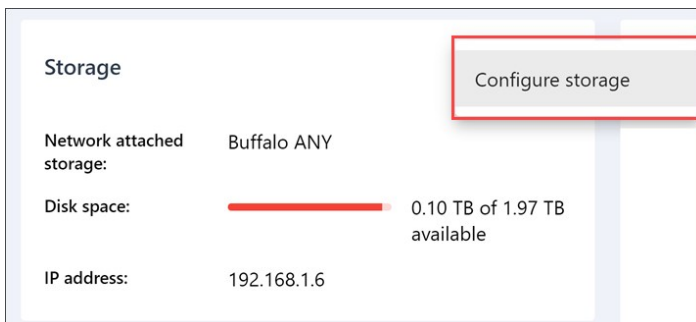 Storage
Configure storage
Network attached
storage:
Buffalo ANY
Disk space:
0.10 TB of 1.97 TB
available
IP address:
192.168.1.6